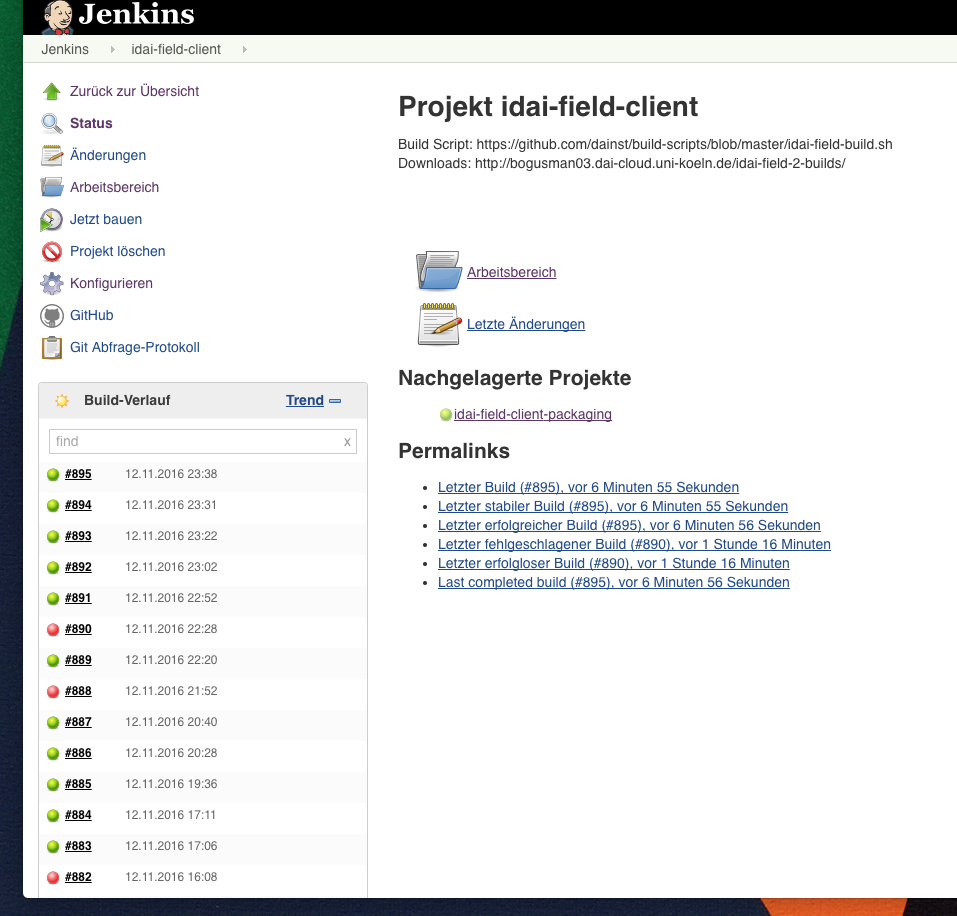 Jenkins
Jenkins idai-field-client
Zurück zur Übersicht
Status
Änderungen
Arbeitsbereich
Jetzt bauen
Projekt löschen
Konfigurieren
GitHub
Git Abfrage-Protokoll
Build-Verlauf Trend
find x
#895 12.11.2016 23:38
#894 12.11.2016 23:31
#893 12.11.2016 23:22
#892 12.11.2016 23:02
#891 12.11.2016 22:52
#890 12.11.2016 22:28
#889 12.11.2016 22:20
#888 12.11.2016 21:52
#887 12.11.2016 20:40
#886 12.11.2016 20:28
#885 12.11.2016 19:36
#884 12.11.2016 17:11
#883 12.11.2016 17:06
#882 12.11.2016 16:08
Projekt idai-field-client
Build Script: https://github.com/dainst/build-scripts/blob/master/idai-field-build.sh
Downloads: http://bogusman03.dai-cloud.uni-koeln.de/idai-field-2-builds/
Arbeitsbereich
Letzte Änderungen
Nachgelagerte Projekte
idai-field-client-packaging
Permalinks
Letzter Build (#895), vor 6 Minuten 55 Sekunden
Letzter stabiler Build (#895), vor 6 Minuten 55 Sekunden
Letzter erfolgreicher Build (#895), vor 6 Minuten 56 Sekunden
Letzter fehlgeschlagener Build (#890), vor 1 Stunde 16 Minuten
Letzter erfolgloser Build (#890), vor 1 Stunde 16 Minuten
Last completed build (#895), vor 6 Minuten 56 Sekunden